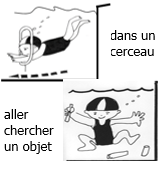 dans un
cerceau
aller
chercher
un objet